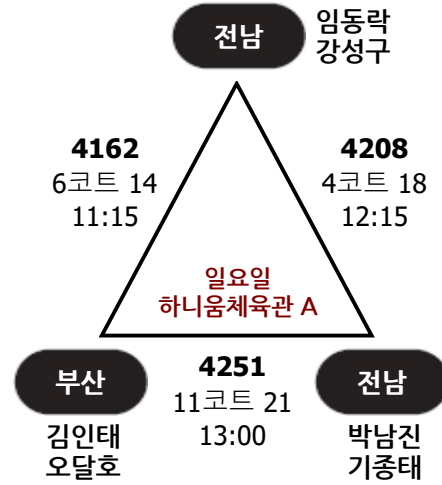 전남
임동락
강성구
4162
6코트 14
11:15
4208
4코트 18
12:15
일요일
하니움체육관 A
부산
김인태
오달호
4251
11코트 21
13:00
전남
박남진
기종태